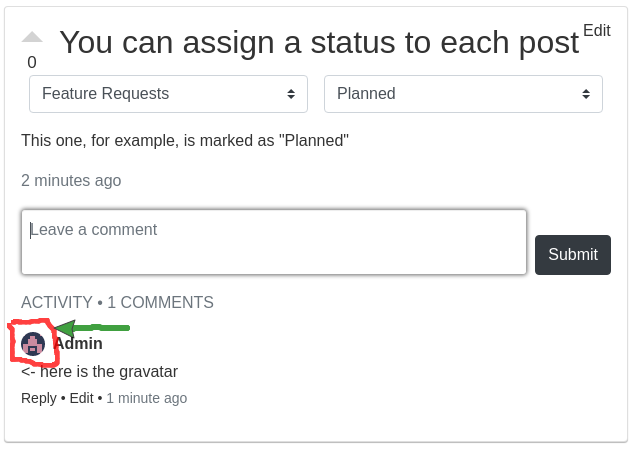 You can assign a status to each post Edit
0
Feature Requests Planned
This one, for example, is marked as "Planned"
2 minutes ago
Leave a comment
Submit
ACTIVITY • 1 COMMENTS
Admin
<- here is the gravatar
Reply • Edit • 1 minute ago